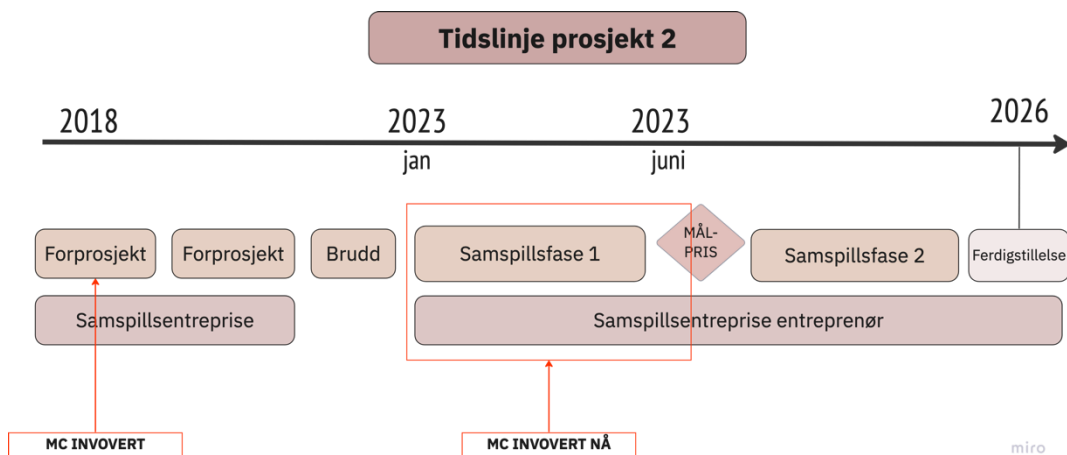 Tidslinje prosjekt 2
2018
2023
2023
2026
jan
juni
Forprosjekt
Forprosjekt
Brudd
Samspillsfase 1
MÅL-
PRIS
Samspillsfase 2
Ferdigstillelse
Samspillsentreprise
Samspillsentreprise entreprenør
MC INVOVERT
MC INVOVERT NÅ
miro